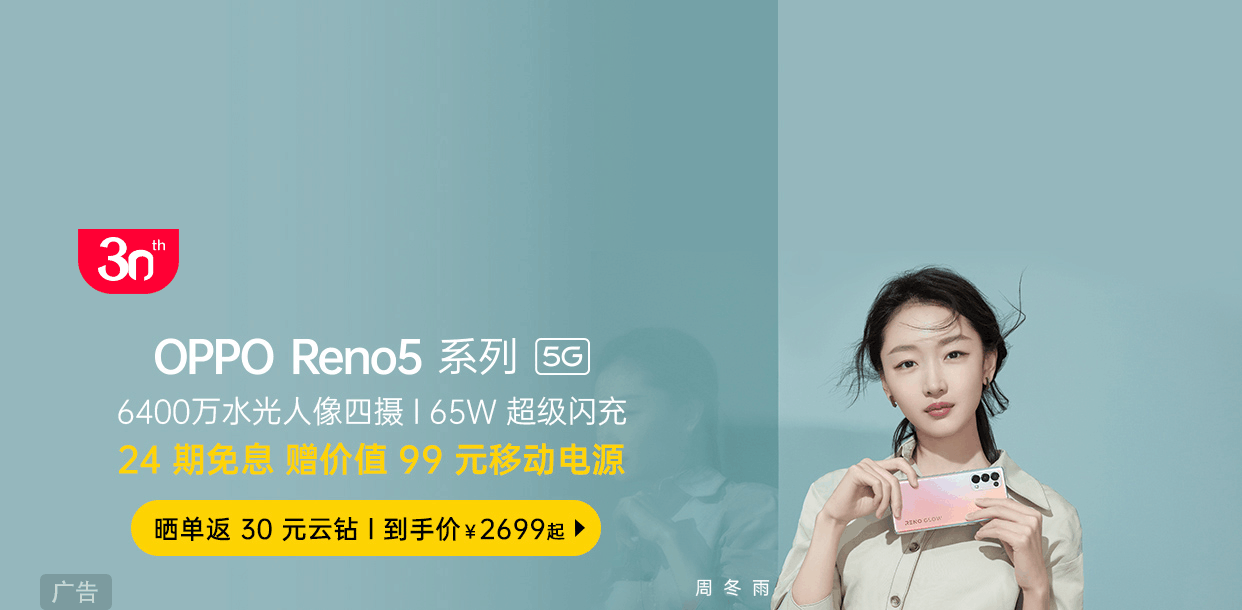 30th
OPPO Reno5 系列 5G
6400万水光人像四摄 | 65W 超级闪充
24 期免息 赠价值 99 元移动电源
晒单返 30 元云钻 | 到手价¥2699起
RENO GLOW
广告
周冬雨